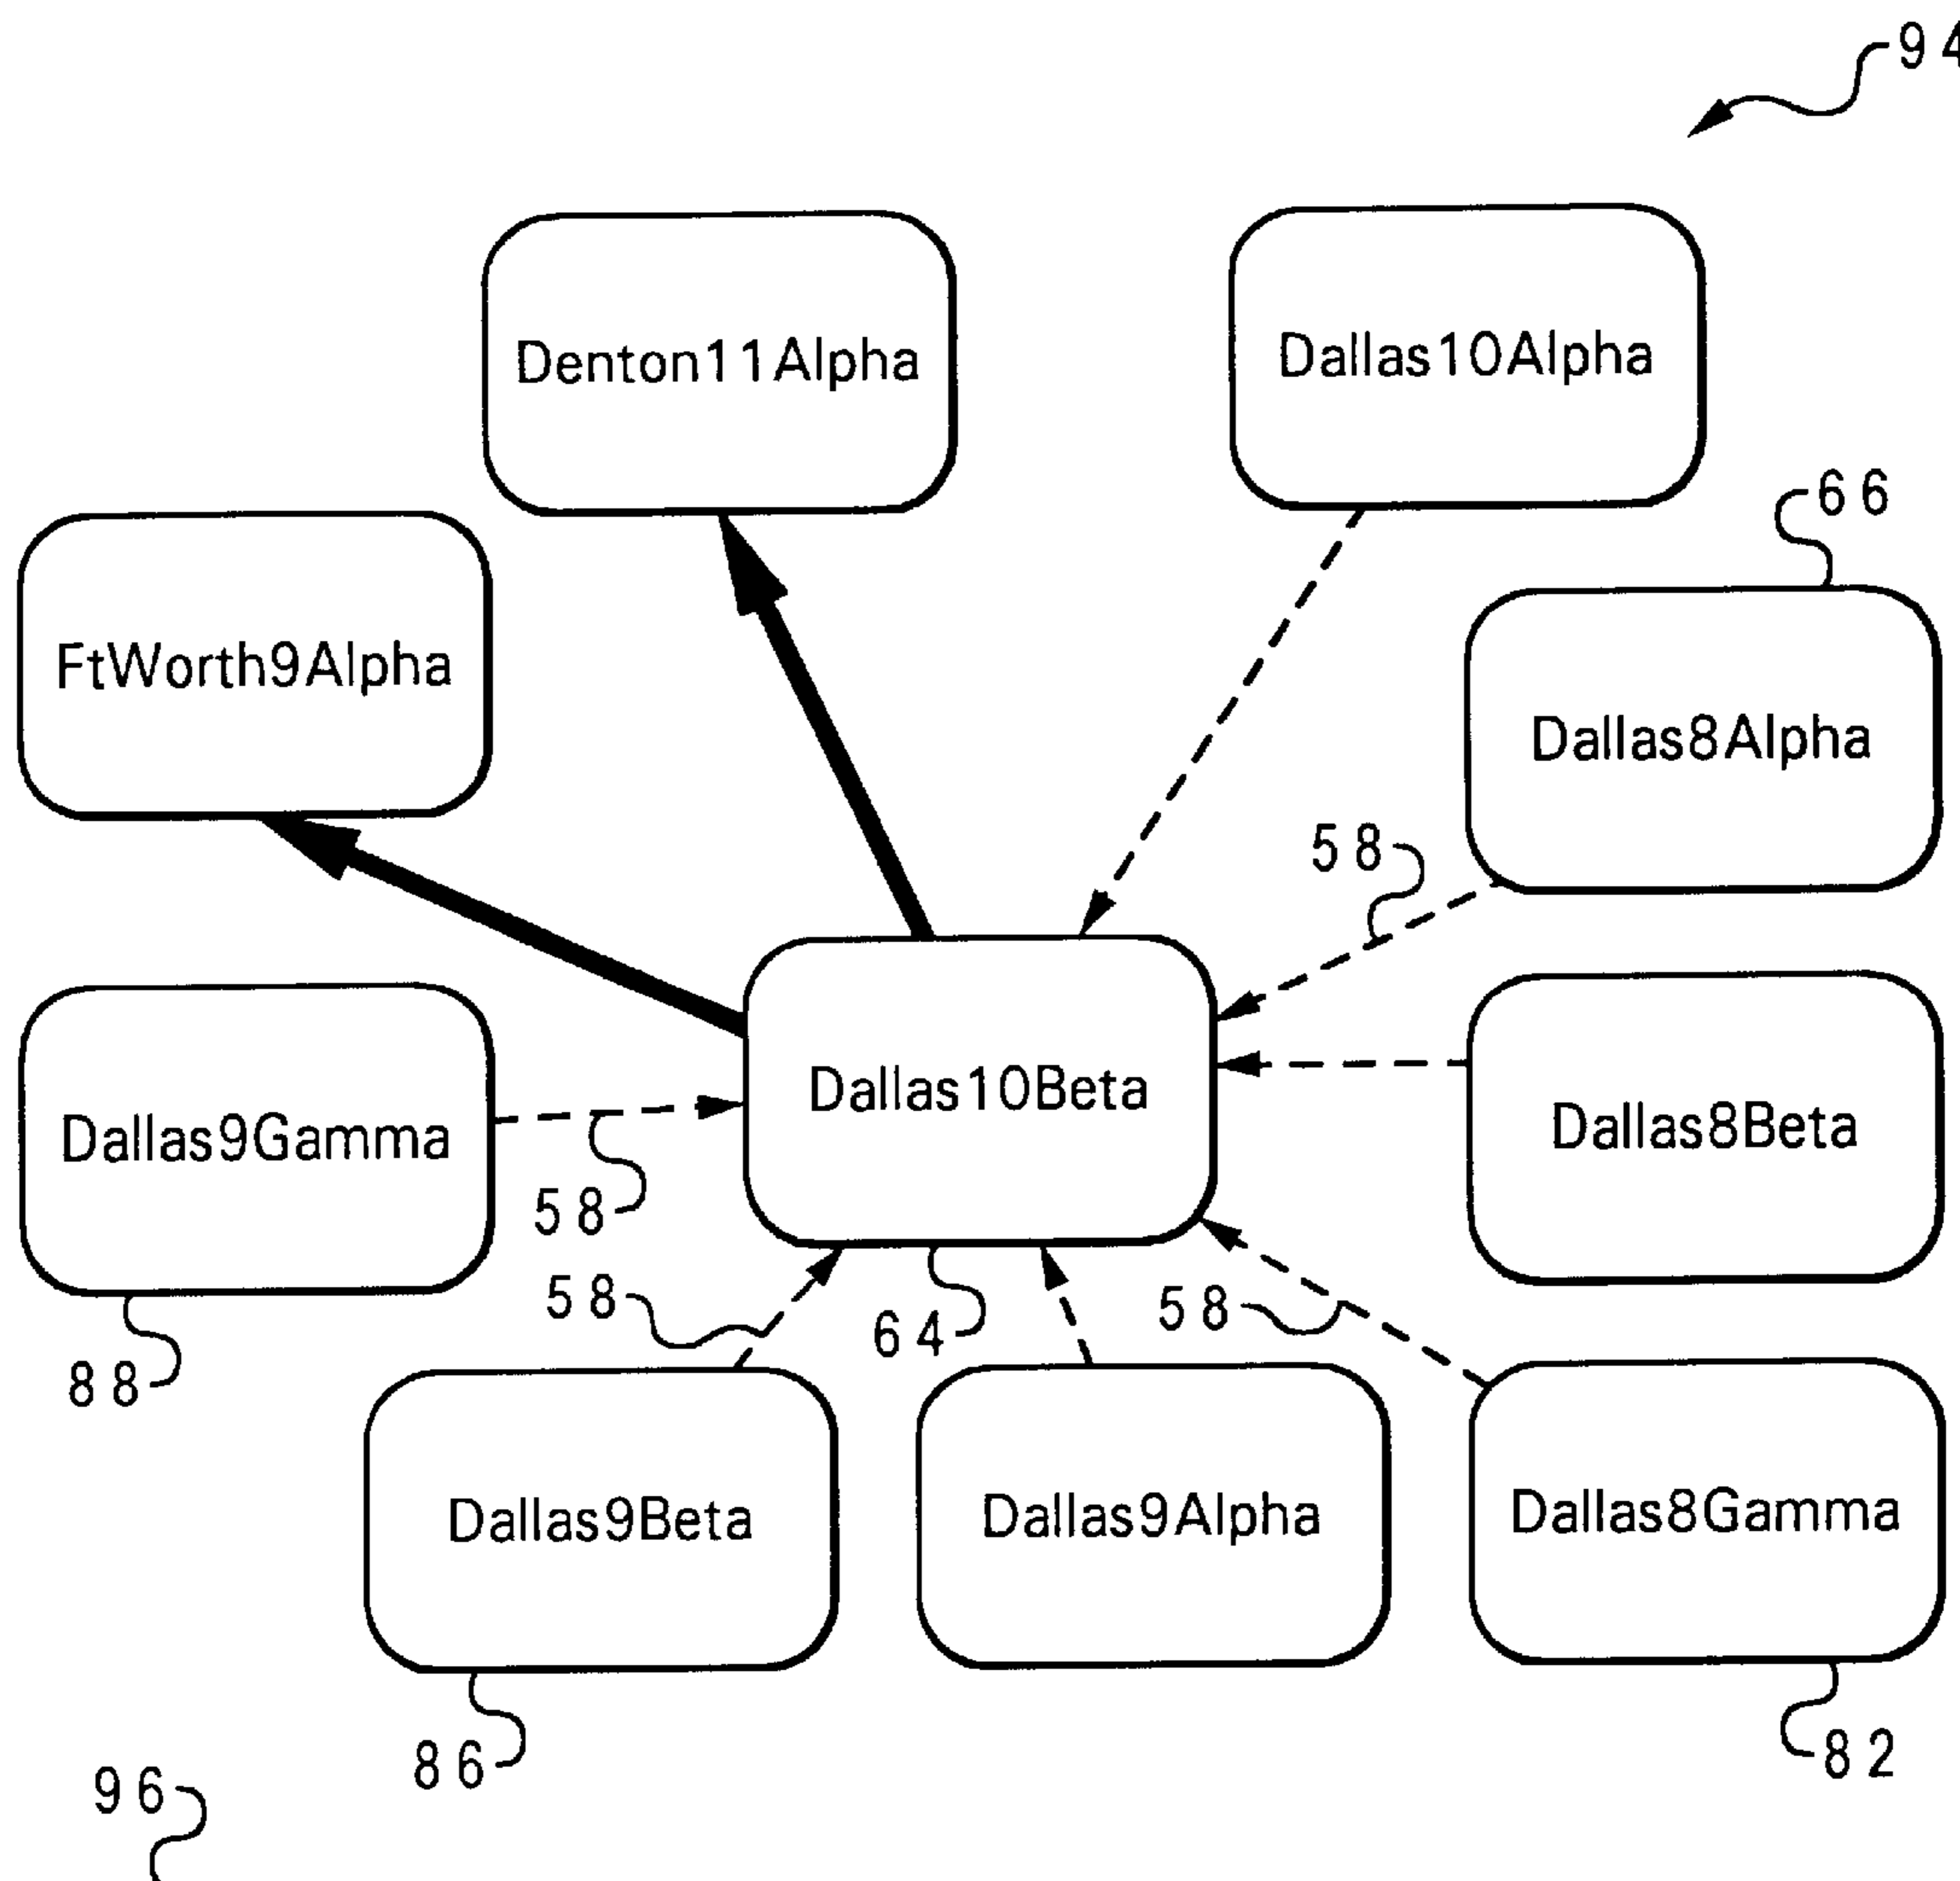 94
Denton11Alpha
Dallas10Alpha
66
FtWorth9Alpha
Dallas8Alpha
58
Dallas10Beta
Dallas9Gamma
Dallas8Beta
58
58
64
58
88
Dallas9Beta
Dallas9Alpha
Dallas8Gamma
86
82
96